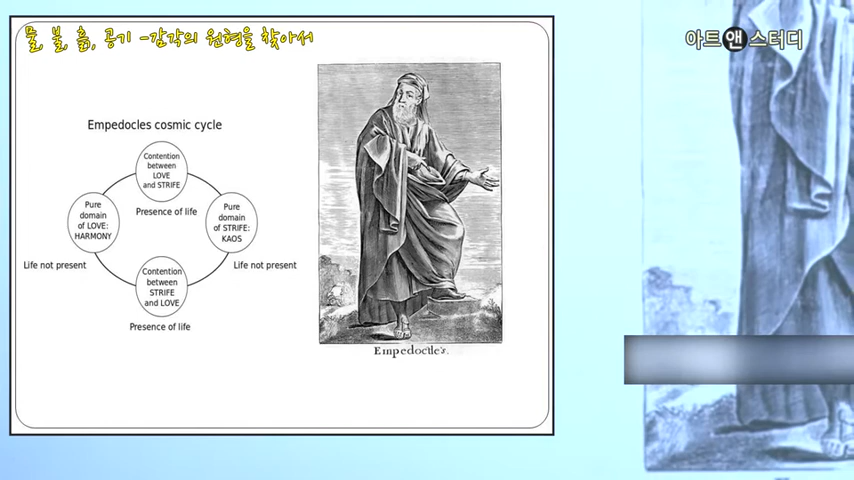 물, 불, 흙, 공기 -감각의 원형을 찾아서
아트앤스터디
Empedocles cosmic cycle
Contention
between
LOVE
and STRIFE
Presence of life
Pure
domain
of LOVE:
HARMONY
Pure
domain
of STRIFE:
KAOS
Life not present
Life not present
Contention
between
STRIFE
and LOVE
Presence of life
Empedocles.